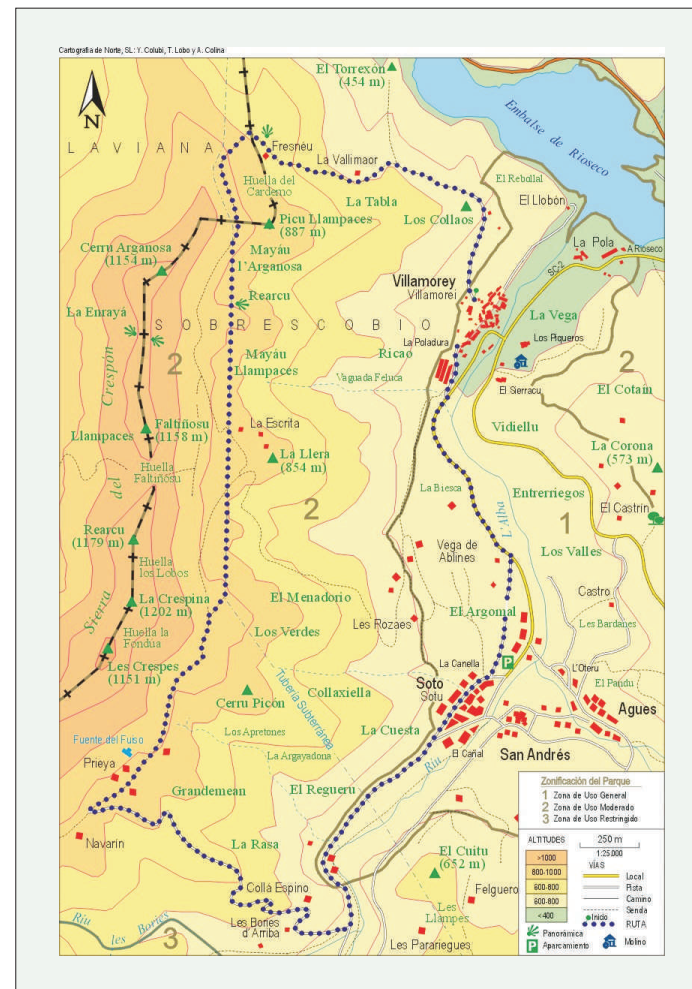 Cartografía de Norte, SL: Y. Colubi, T. Lobo y A. Colina
El Torrexón
(454 m)
N
Embalse de Rioseco
LAVIANA
Fresneu
La Vallimaor
El Rebollal
Huella del
Cardemo
La Tabla
El Llobón
Los Collaos
Picu Llampaces
(887 m)
La Pola
A Rioseco
Cerru Arganosa
(1154 m)
Mayáu
l'Arganosa
SC-2
Villamorey
Villamorei
Rearcu
La Vega
La Enrayá
SOBRESCOBIO
La Poladura
Los Piqueros
2
Ricao
2
Mayáu
Llampaces
Vaguada Feluca
El Sierracu
El Cotaín
Faltiñosu
(1158 m)
Llampaces
La Escrita
Vidiellu
La Corona
(573 m)
La Llera
(854 m)
Huella
Faltiñosu
La Biesca
Entrerriegos
El Castrín
2
L'Alba
1
Rearcu
(1179 m)
Vega de
Ablines
Los Valles
Huella
los Lobos
Castro
El Menadorio
La Crespina
(1202 m)
El Argomal
Les Rozaes
Les Bardanes
Sierra del Crespón
Los Verdes
Huella la
Fondua
Les Crespes
(1151 m)
La Canella
P
L'Oteru
El Pandu
Cerru Picón
Collaxiella
Soto
Sotu
Agues
Tubería Subterránea
Los Apretones
La Cuesta
Fuente del Fuiso
Prieya
La Argayadona
Riu
El Cañal
San Andrés
Grandemean
El Regueru
Navarín
La Rasa
El Cuitu
(652 m)
Collá Espino
Felguero
Riu les Bories
Les Bories
d'Arriba
Les
Llampes
3
Les Parariegues
Zonificación del Parque
1 Zona de Uso General
2 Zona de Uso Moderado
3 Zona de Uso Restringido
ALTITUDES
>1000
800-1000
600-800
600-800
<400
250 m
1:25.000
VÍAS
Local
Pista
Camino
Senda
Inicio
RUTA
Panorámica
P Aparcamiento
Molino